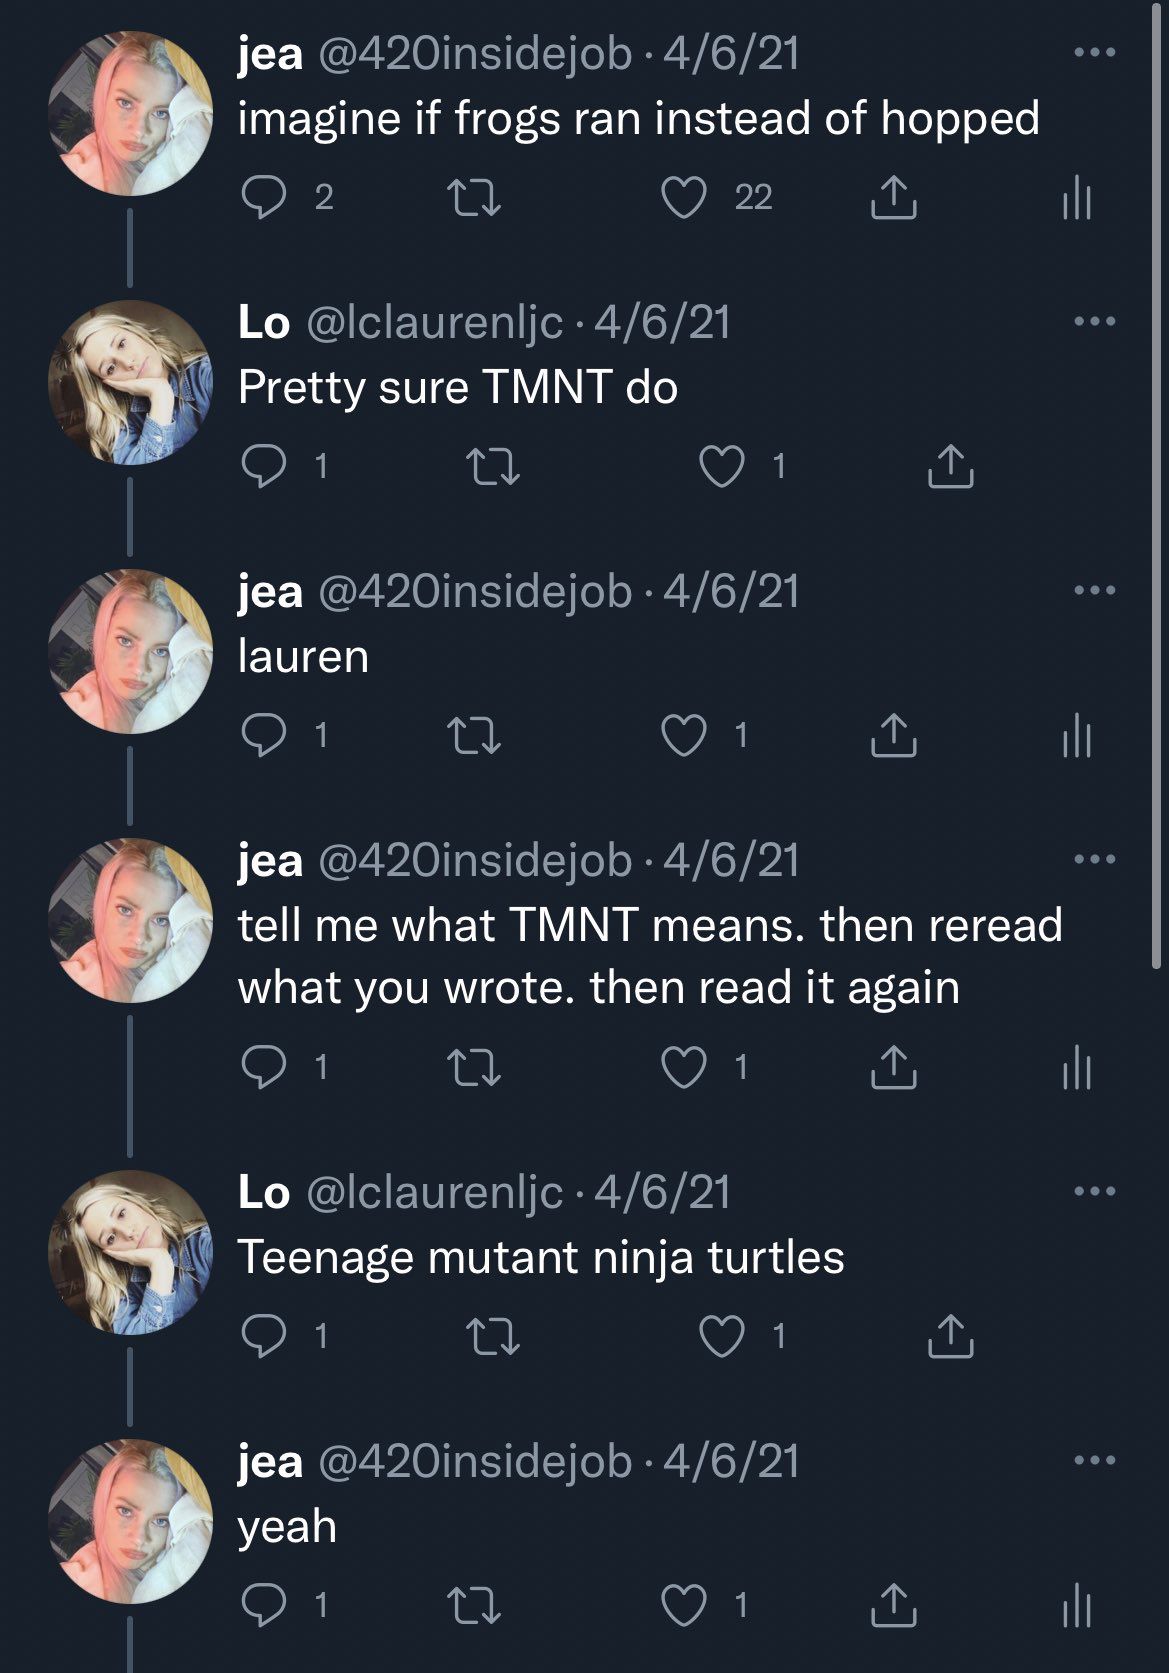 jea @420insidejob · 4/6/21
imagine if frogs ran instead of hopped
2 22
Lo @lclaurenljc · 4/6/21
Pretty sure TMNT do
1 1
jea @420insidejob · 4/6/21
lauren
1 1
jea @420insidejob · 4/6/21
tell me what TMNT means. then reread
what you wrote. then read it again
1 1
Lo @lclaurenljc · 4/6/21
Teenage mutant ninja turtles
1 1
jea @420insidejob · 4/6/21
yeah
1 1